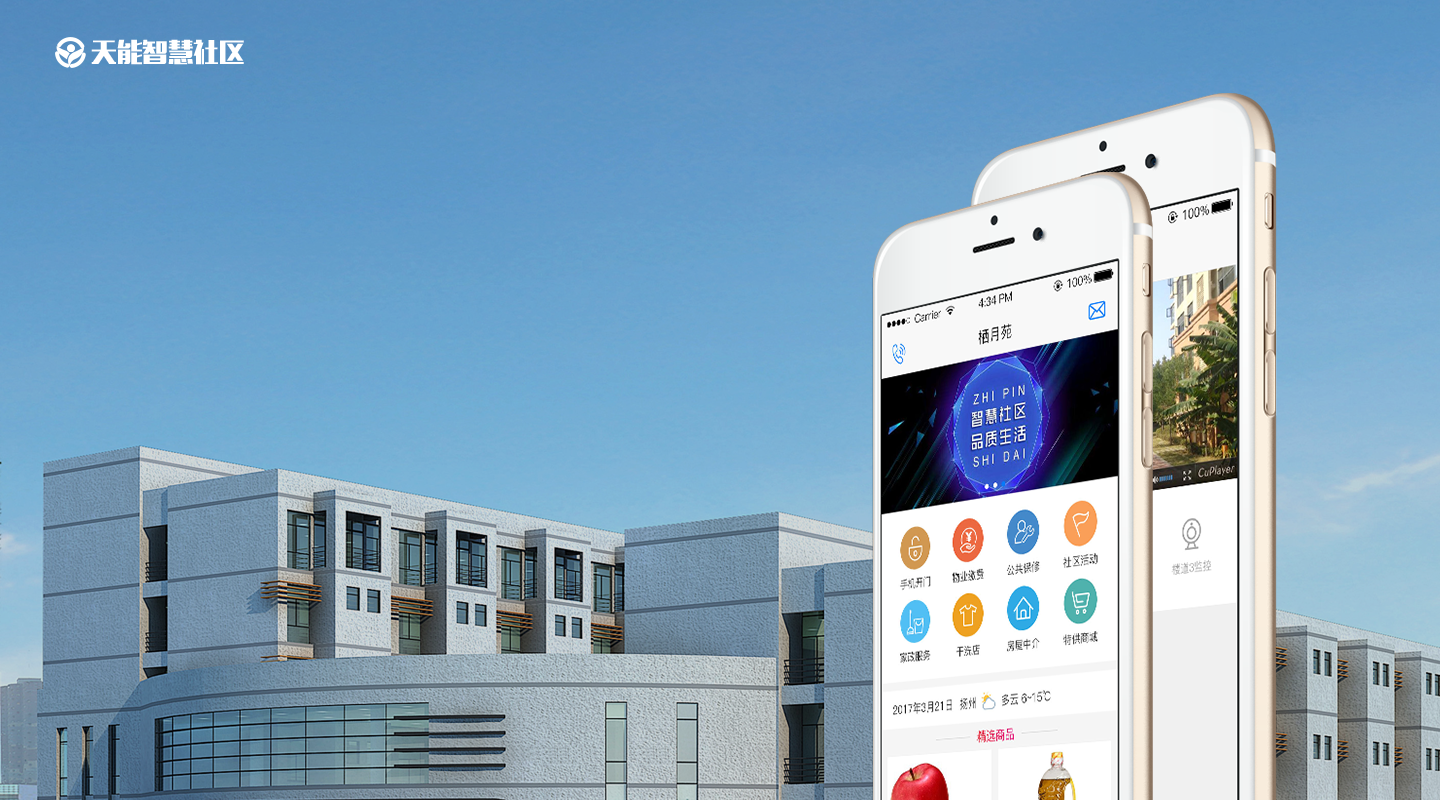 天能智慧社区
100%
Carrier
4:34 PM
100%
栖月苑
ZHI PIN
智慧社区
品质生活
SHI DAI
CuPlayer
手机开门
物业缴费
公共保修
社区活动
楼道3监控
家政服务
干洗店
房屋中介
特供商城
2017年3月21日 扬州 多云 6~15℃
精选商品